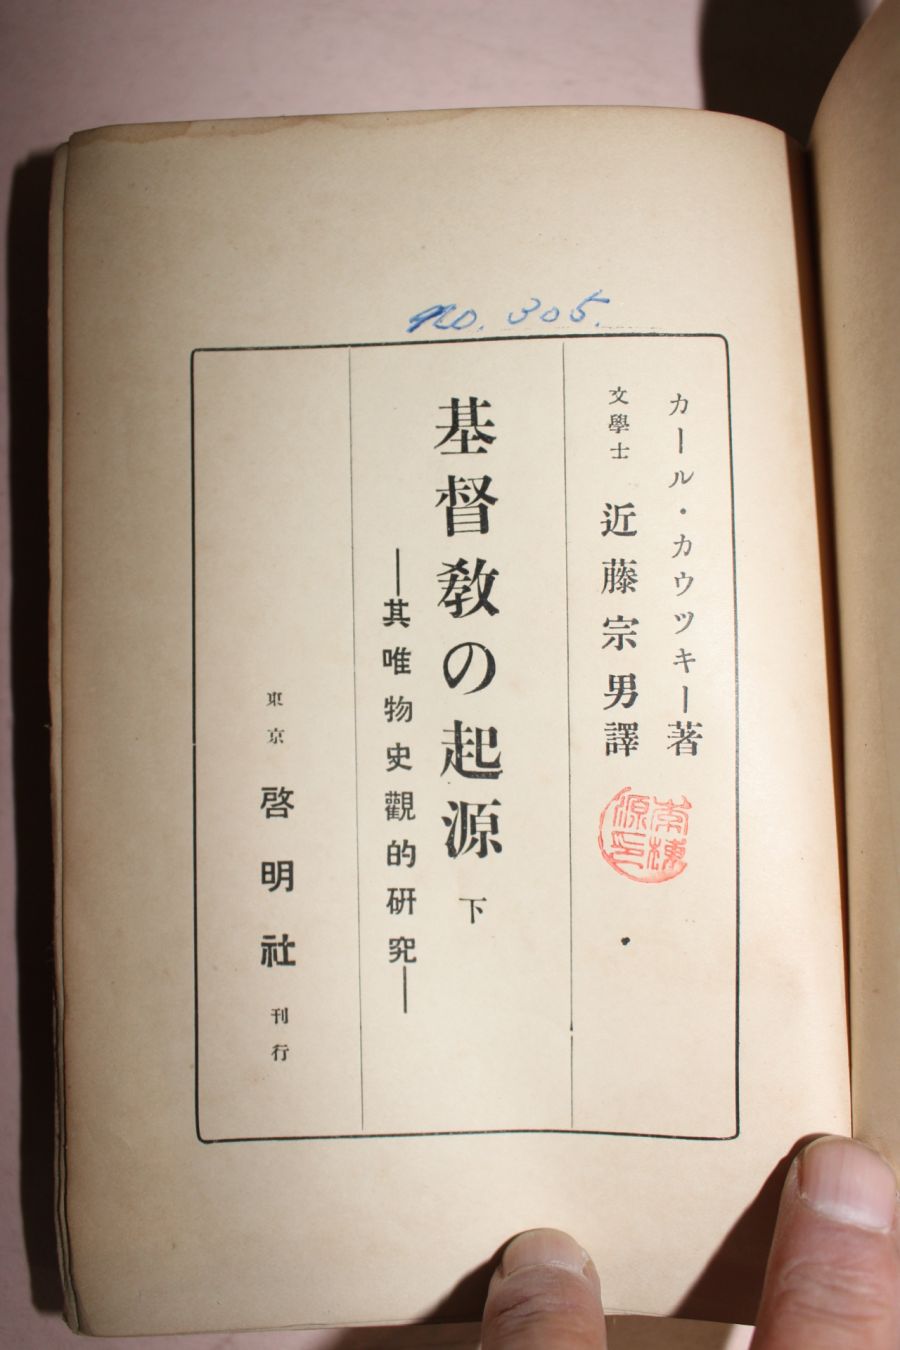 no. 305.
カール・カウツキー著
文學士 近藤宗男譯
基督教の起源 下
―其唯物史觀的研究―
東京 啓明社 刊行